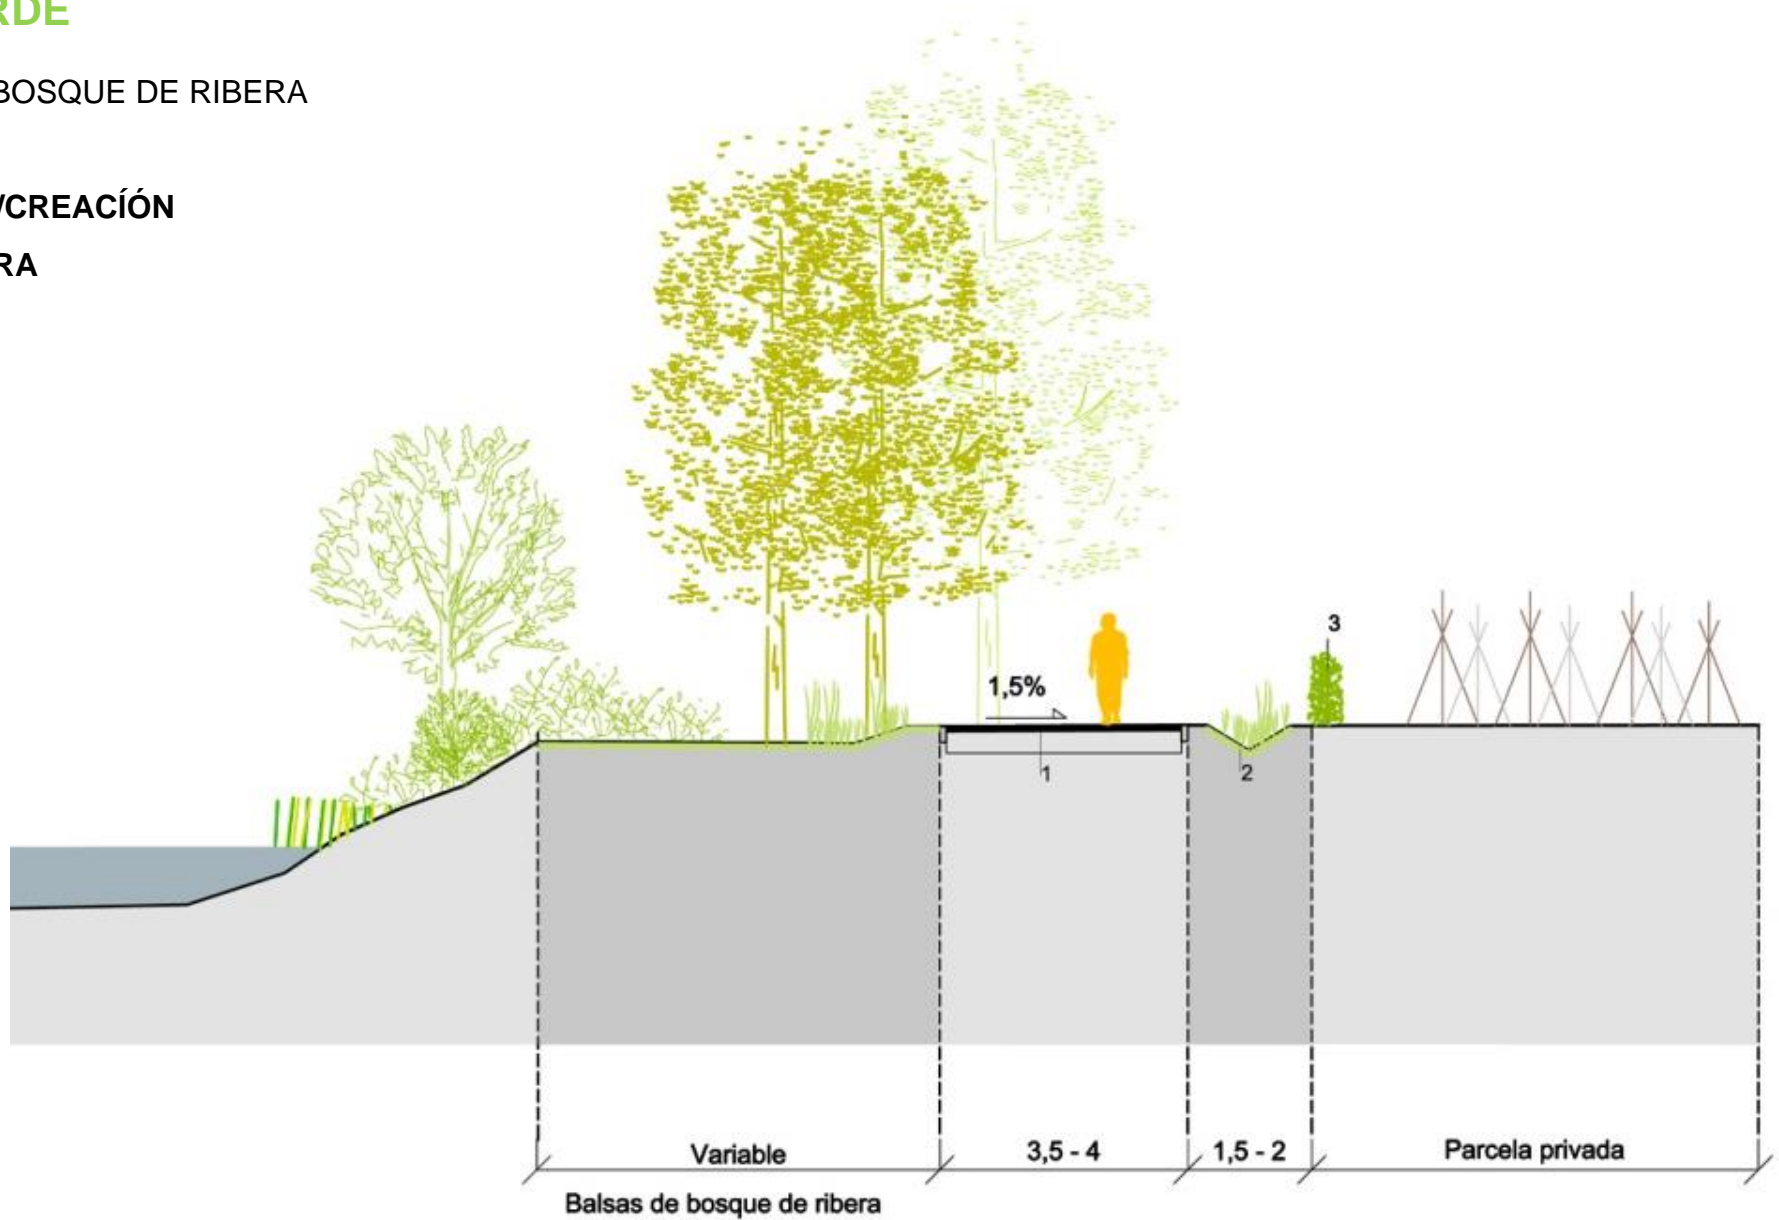 RDE
BOSQUE DE RIBERA
/CREACÍÓN
RA
3
1,5%
1
2
Variable
3,5 - 4
1,5 - 2
Parcela privada
Balsas de bosque de ribera